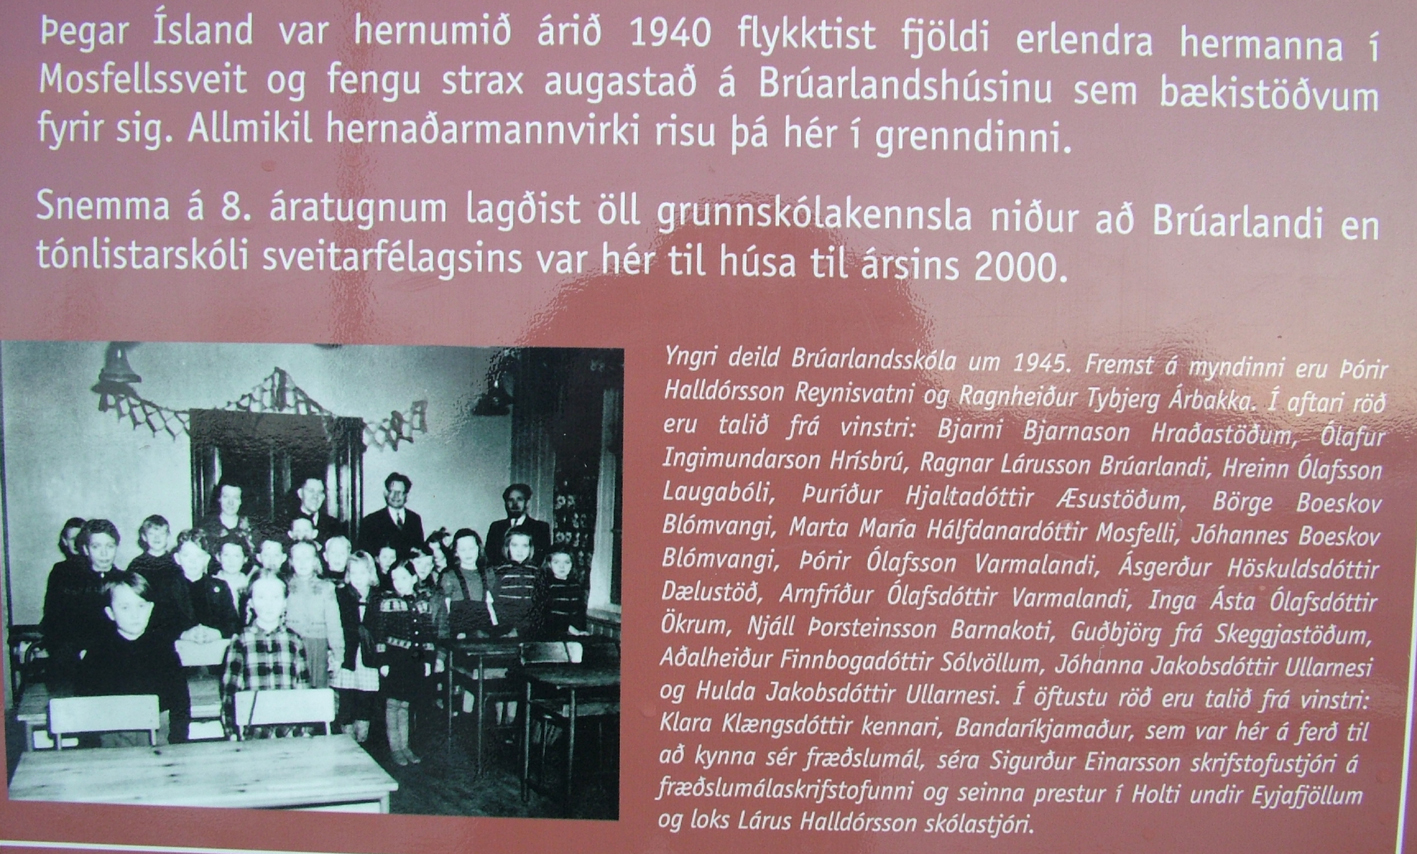 Þegar Ísland var hernumið árið 1940 flykktist fjöldi erlendra hermanna í
Mosfellssveit og fengu strax augastað á Brúarlandshúsinu sem bækistöðvum
fyrir sig. Allmikil hernaðarmannvirki risu þá hér í grenndinni.
Snemma á 8. áratugnum lagðist öll grunnskólakennsla niður að Brúarlandi en
tónlistarskóli sveitarfélagsins var hér til húsa til ársins 2000.
Yngri deild Brúarlandsskóla um 1945. Fremst á myndinni eru Þórir
Halldórsson Reynisvatni og Ragnheiður Tybjerg Árbakka. Í aftari röð
eru talið frá vinstri: Bjarni Bjarnason Hraðastöðum, Ólafur
Ingimundarson Hrísbrú, Ragnar Lárusson Brúarlandi, Hreinn Ólafsson
Laugabóli, Þuríður Hjaltadóttir Æsustöðum, Börge Boeskov
Blómvangi, Marta María Hálfdanardóttir Mosfelli, Jóhannes Boeskov
Blómvangi, Þórir Ólafsson Varmalandi, Ásgerður Höskuldsdóttir
Dælustöð, Arnfríður Ólafsdóttir Varmalandi, Inga Ásta Ólafsdóttir
Ökrum, Njáll Þorsteinsson Barnakoti, Guðbjörg frá Skeggjastöðum,
Aðalheiður Finnbogadóttir Sólvöllum, Jóhanna Jakobsdóttir Ullarnesi
og Hulda Jakobsdóttir Ullarnesi. Í öftustu röð eru talið frá vinstri:
Klara Klængsdóttir kennari, Bandaríkjamaður, sem var hér á ferð til
að kynna sér fræðslumál, séra Sigurður Einarsson skrifstofustjóri á
fræðslumálaskrifstofunni og seinna prestur í Holti undir Eyjafjöllum
og loks Lárus Halldórsson skólastjóri.